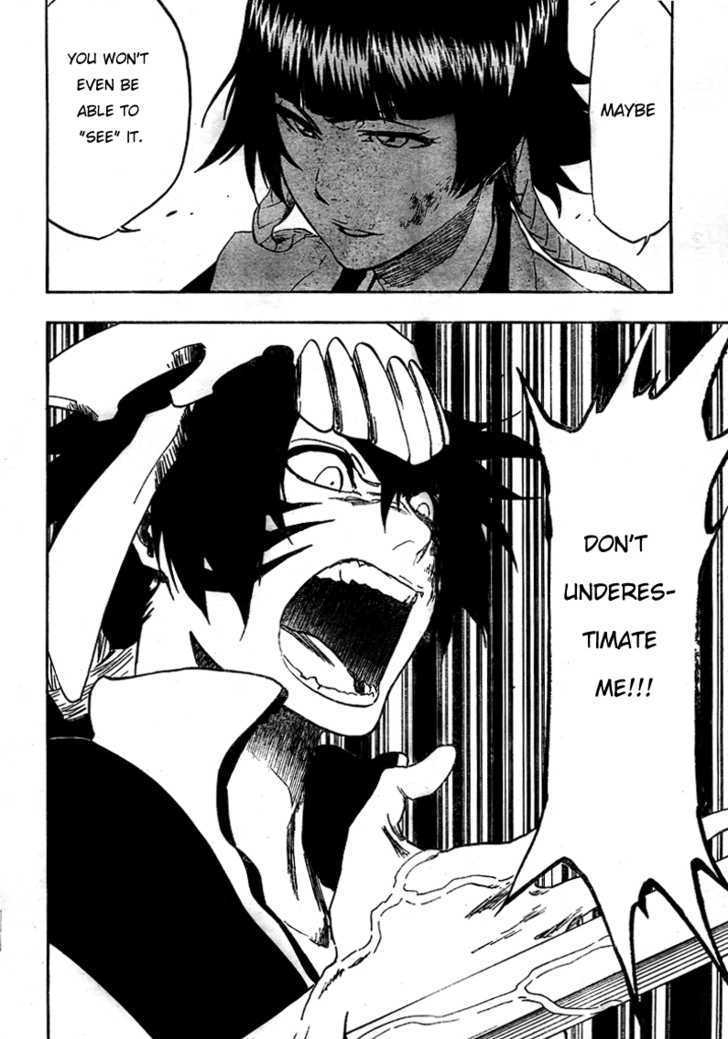 MAYBE
YOU WON'T
EVEN BE
ABLE TO
"SEE" IT.
DON'T
UNDERES-
TIMATE
ME!!!